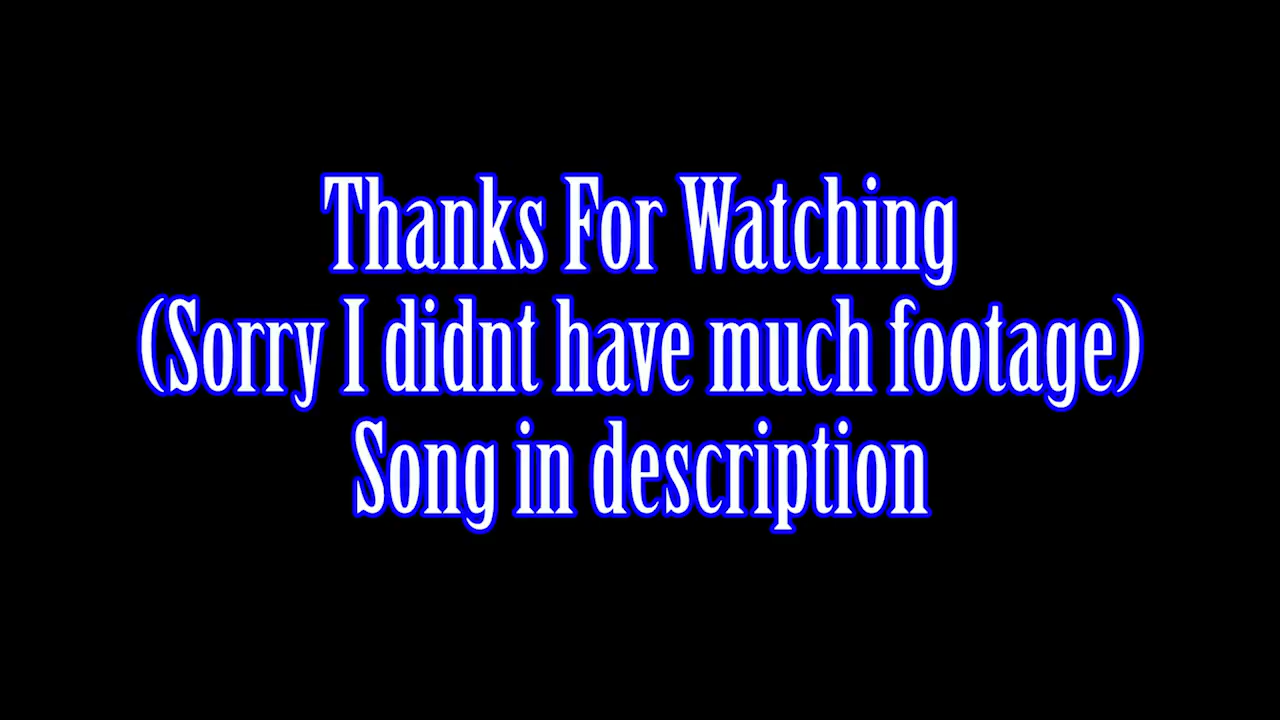 Thanks For Watching
(Sorry I didnt have much footage)
Song in description